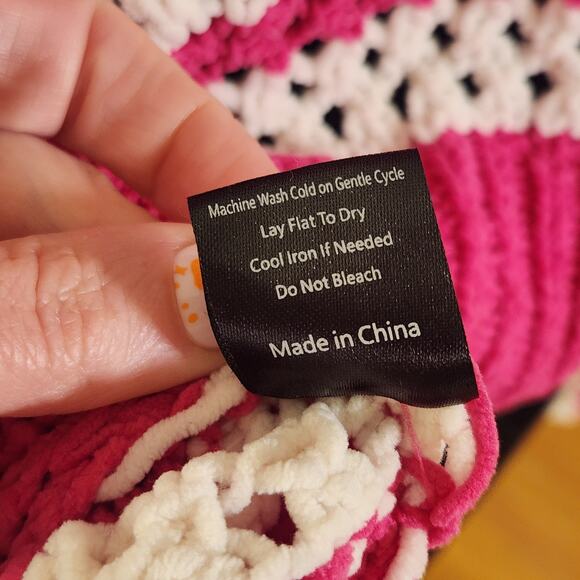 Machine Wash Cold on Gentle Cycle
Lay Flat To Dry
Cool Iron If Needed
Do Not Bleach
Made in China